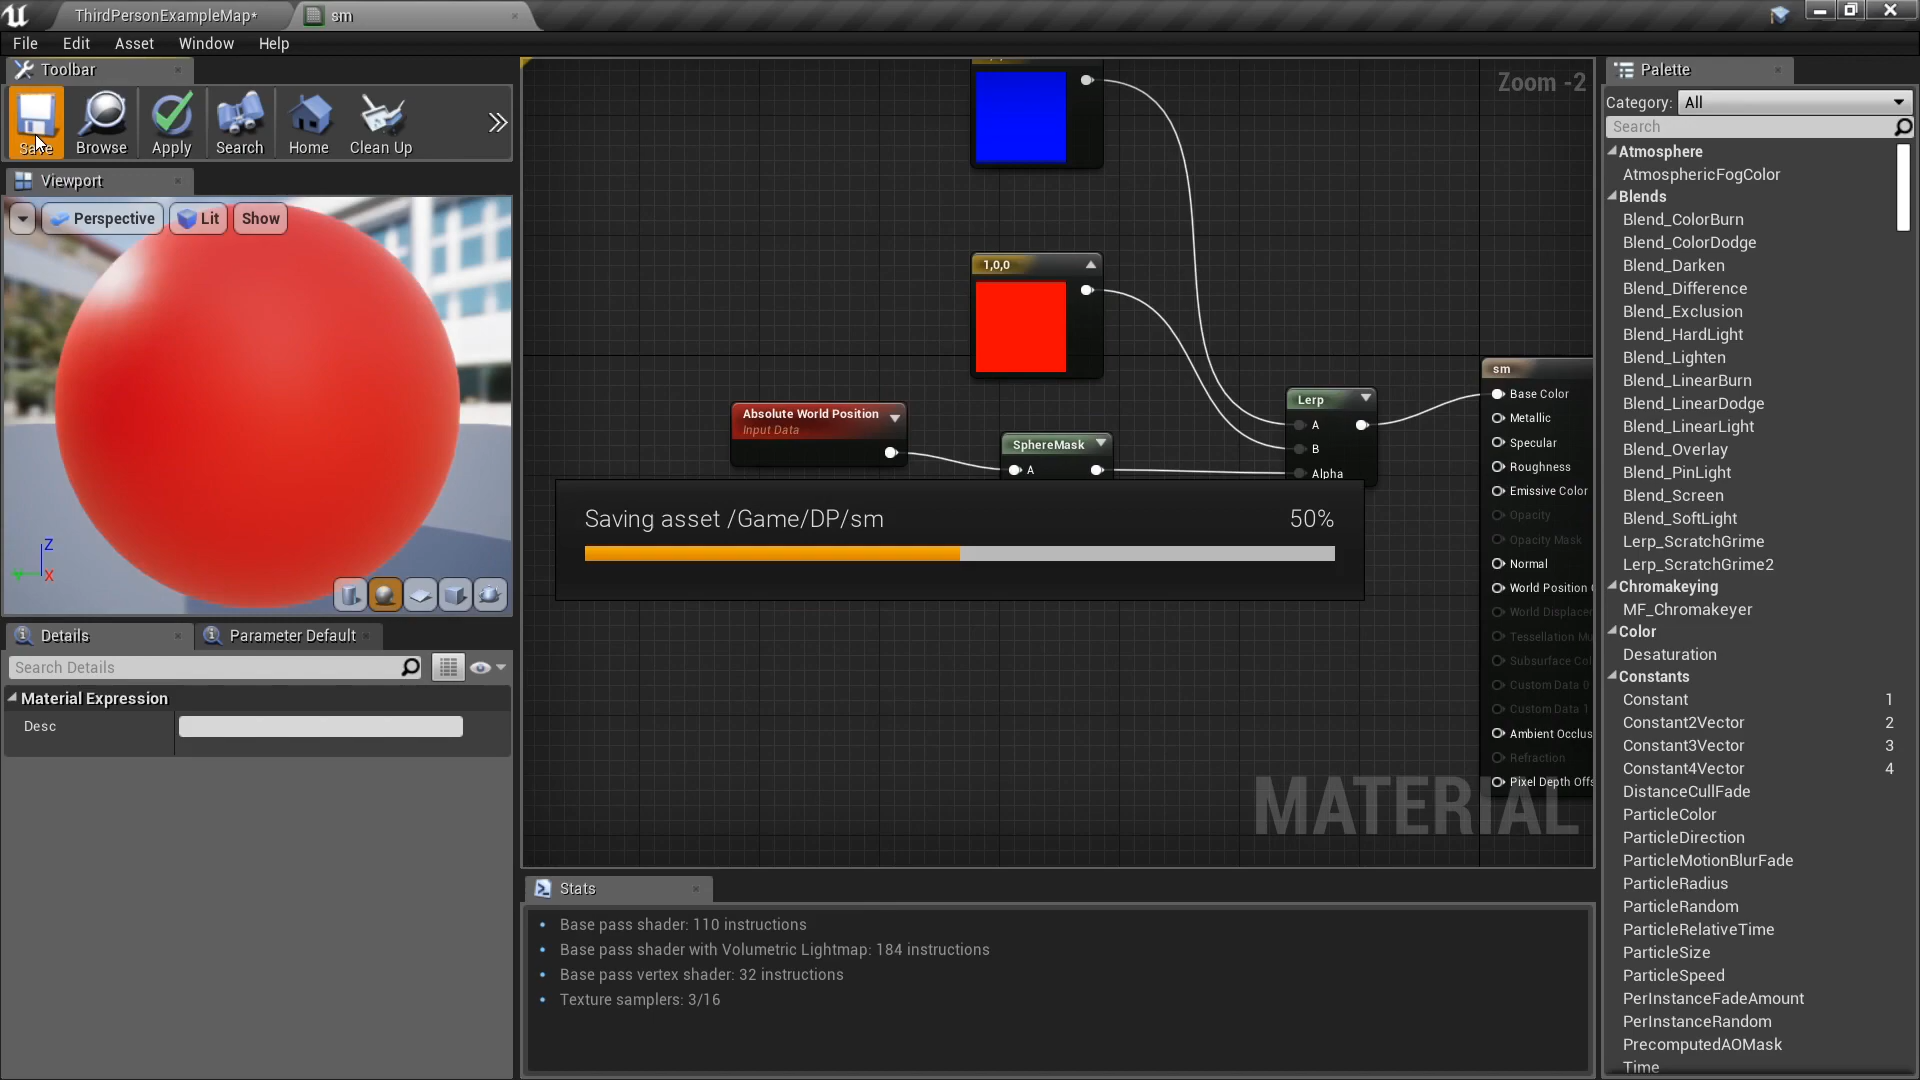 ThirdPersonExampleMap*
sm
File
Edit
Asset
Window
Help
Toolbar
Save
Browse
Apply
Search
Home
Clean Up
Viewport
Perspective
Lit
Show
Z
X
Details
Parameter Default
Search Details
Material Expression
Desc
Zoom -2
1,0,0
Absolute World Position
Input Data
SphereMask
A
Lerp
A
B
Alpha
sm
Base Color
Metallic
Specular
Roughness
Emissive Color
Opacity
Opacity Mask
Normal
World Position
World Displace
Tessellation Mu
Subsurface Col
Custom Data 0
Custom Data 1
Ambient Occlus
Refraction
Pixel Depth Offs
MATERIAL
Saving asset /Game/DP/sm
50%
Stats
Base pass shader: 110 instructions
Base pass shader with Volumetric Lightmap: 184 instructions
Base pass vertex shader: 32 instructions
Texture samplers: 3/16
Palette
Category: All
Search
Atmosphere
AtmosphericFogColor
Blends
Blend_ColorBurn
Blend_ColorDodge
Blend_Darken
Blend_Difference
Blend_Exclusion
Blend_HardLight
Blend_Lighten
Blend_LinearBurn
Blend_LinearDodge
Blend_LinearLight
Blend_Overlay
Blend_PinLight
Blend_Screen
Blend_SoftLight
Lerp_ScratchGrime
Lerp_ScratchGrime2
Chromakeying
MF_Chromakeyer
Color
Desaturation
Constants
Constant 1
Constant2Vector 2
Constant3Vector 3
Constant4Vector 4
DistanceCullFade
ParticleColor
ParticleDirection
ParticleMotionBlurFade
ParticleRadius
ParticleRandom
ParticleRelativeTime
ParticleSize
ParticleSpeed
PerInstanceFadeAmount
PerInstanceRandom
PrecomputedAOMask
Time